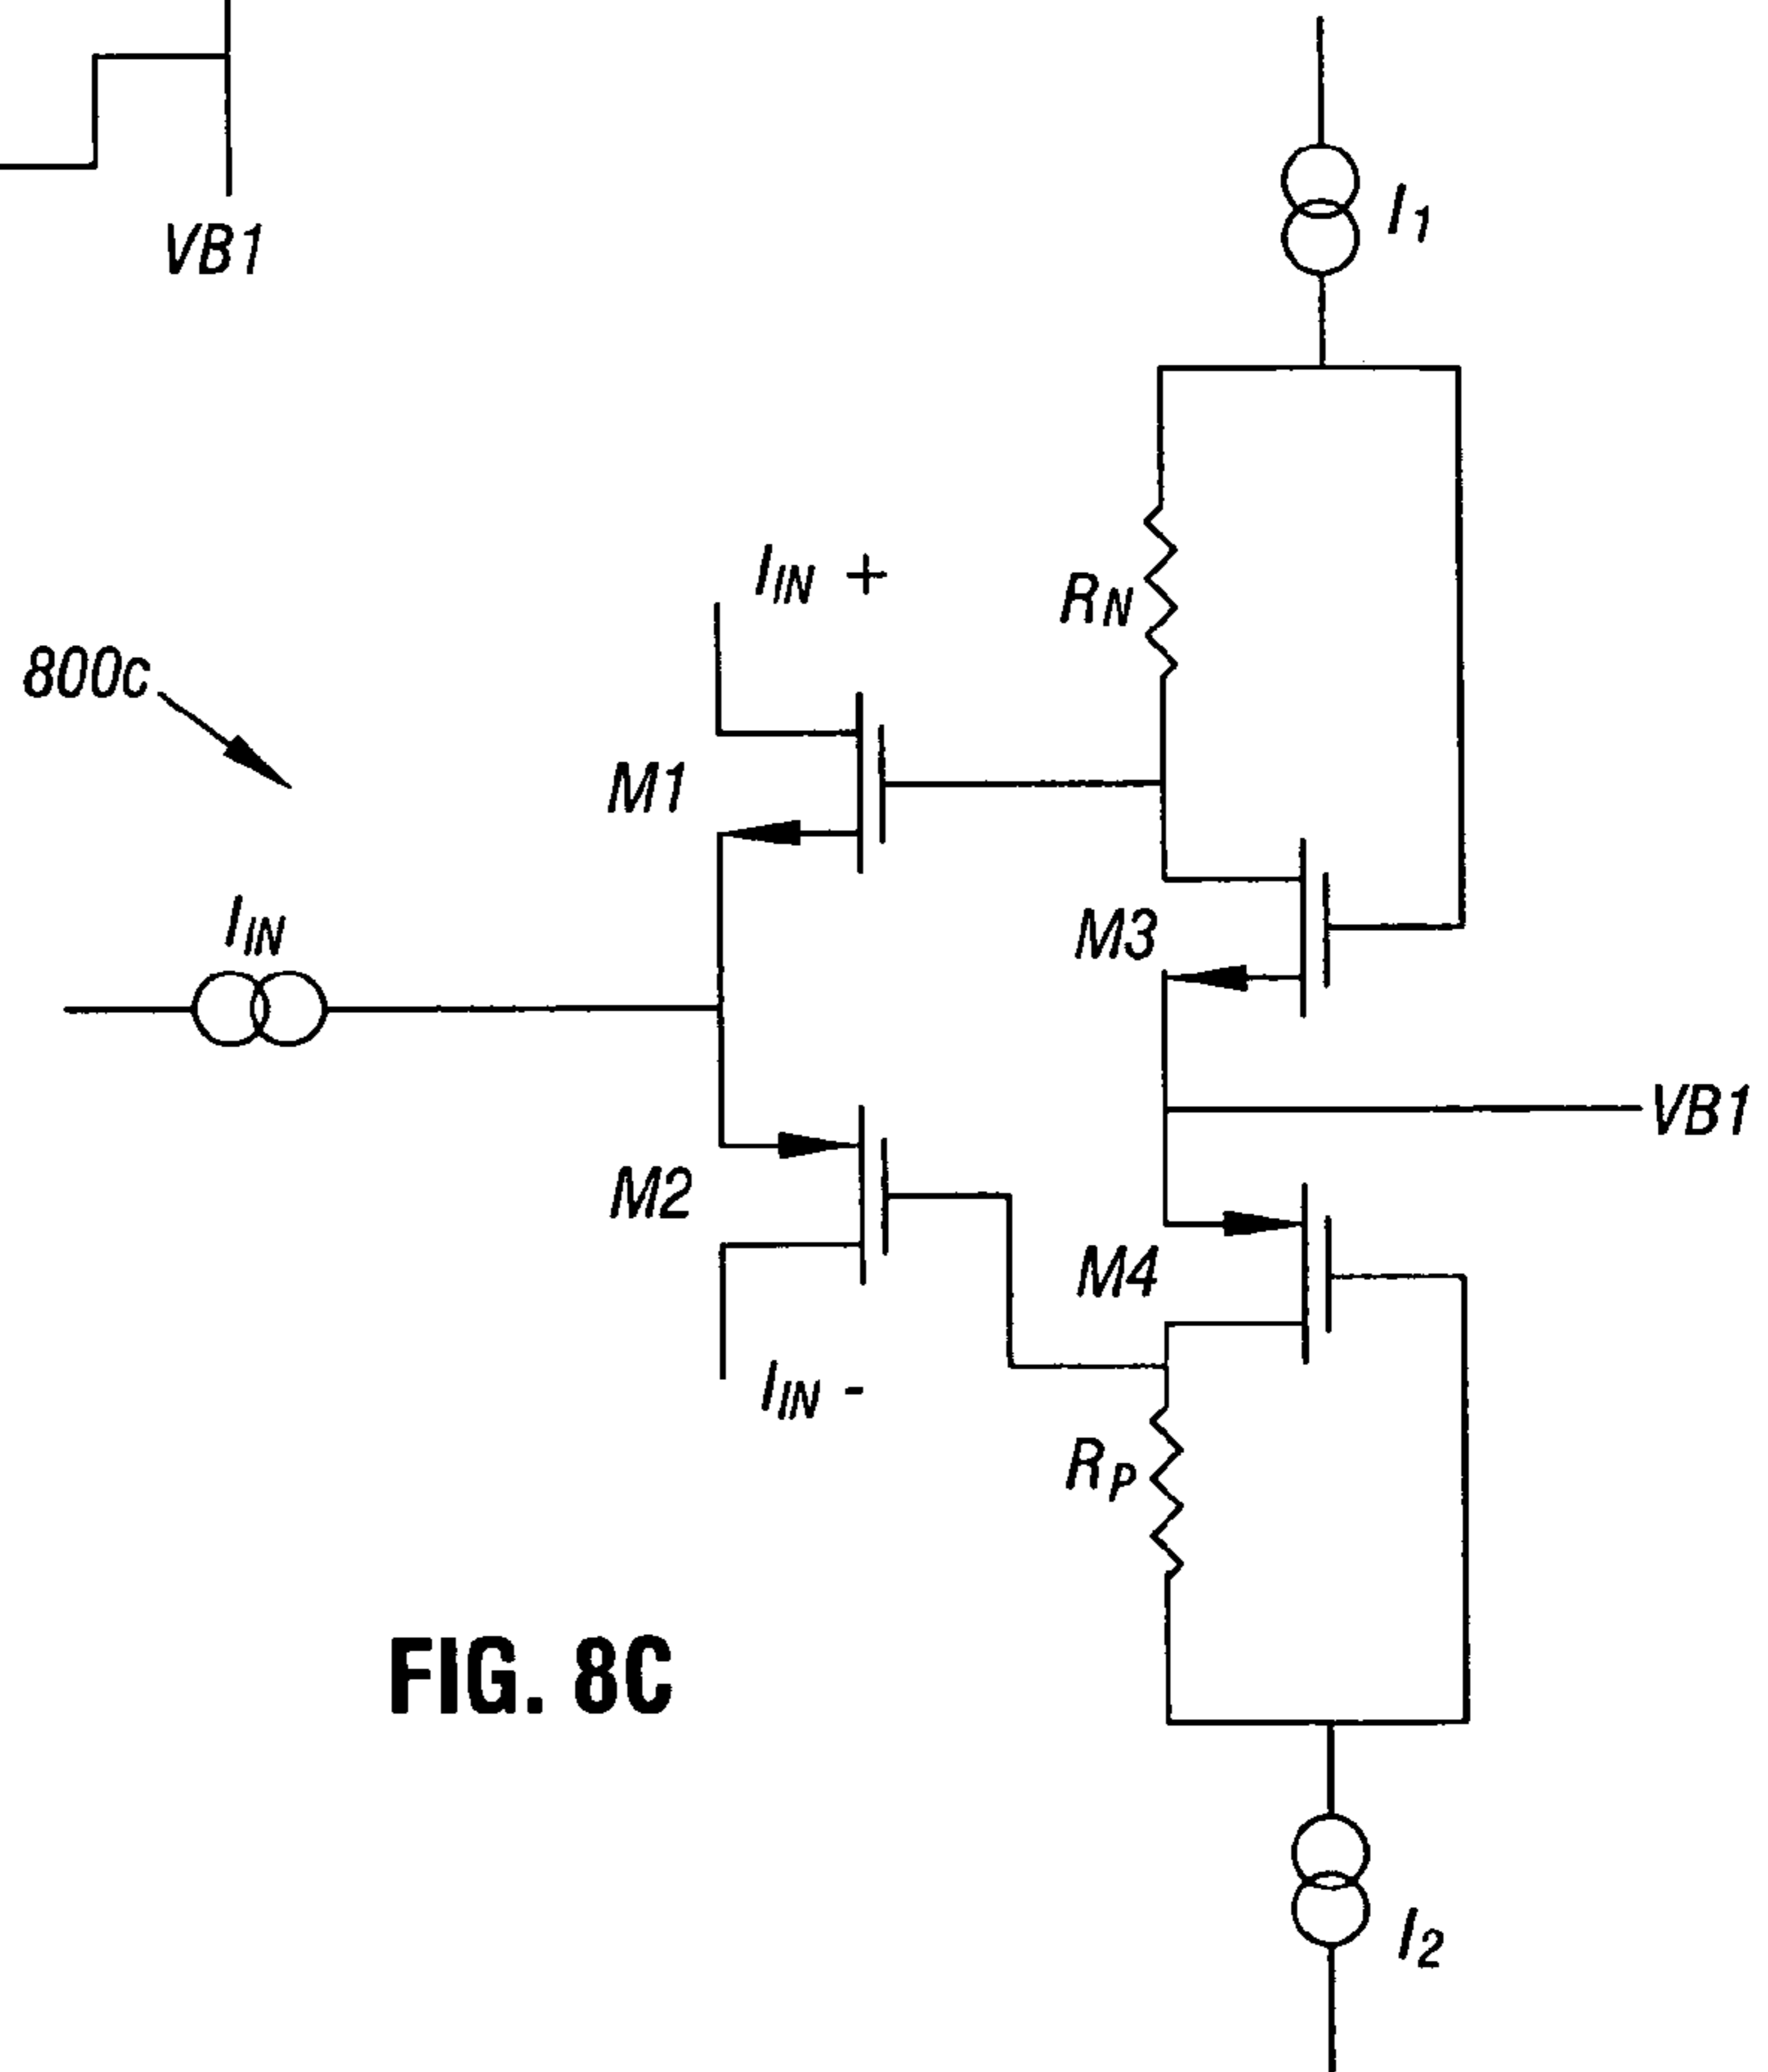 VB1
I1
IIN +
RN
800c
M1
IIN
M3
VB1
M2
M4
IIN -
RP
FIG. 8C
I2